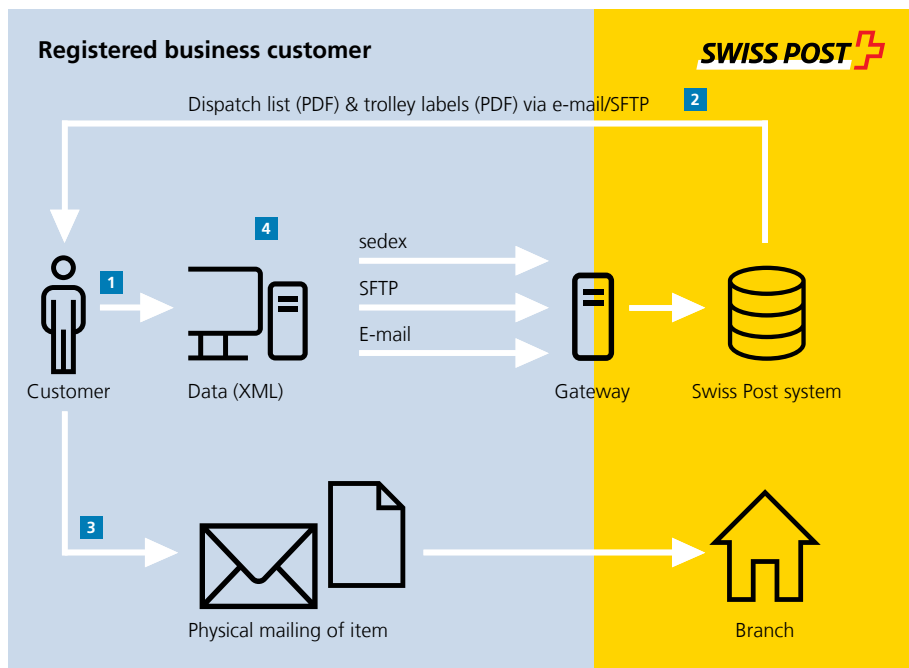 Registered business customer
SWISS POST
Dispatch list (PDF) & trolley labels (PDF) via e-mail/SFTP
2
4
sedex
1
SFTP
E-mail
Customer
Data (XML)
Gateway
Swiss Post system
3
Physical mailing of item
Branch